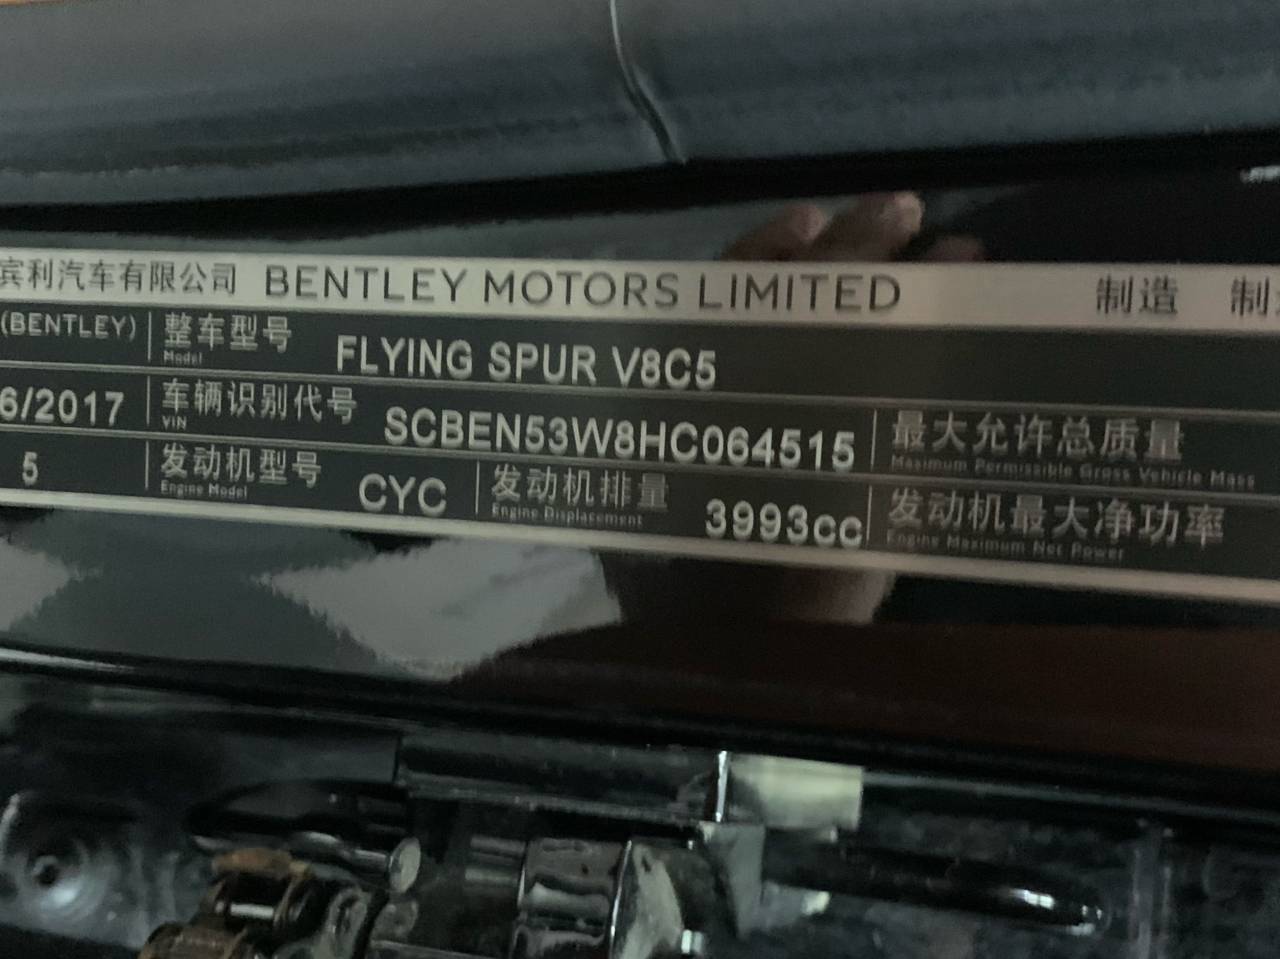 宾利汽车有限公司 BENTLEY MOTORS LIMITED 制造
(BENTLEY) 整车型号 Model FLYING SPUR V8C5
6/2017 车辆识别代号 VIN SCBEN53W8HC064515 最大允许总质量 Maximum Permissible Gross Vehicle Mass
5 发动机型号 Engine Model CYC 发动机排量 Engine Displacement 3993cc 发动机最大净功率 Engine Maximum Net Power